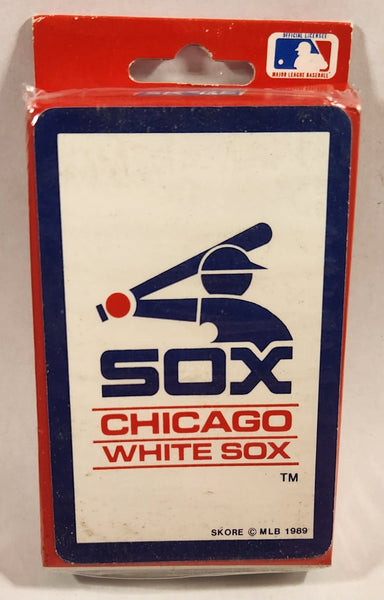 OFFICIAL LICENSEE
MAJOR LEAGUE BASEBALL
SOX
CHICAGO
WHITE SOX
TM
SKORE © MLB 1989